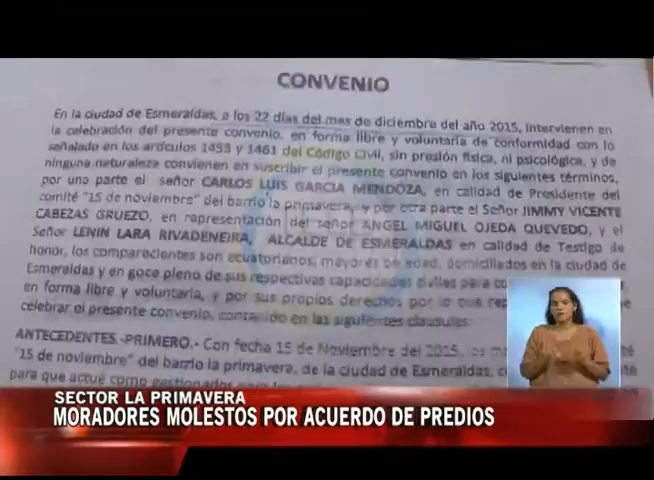 CONVENIO
En la ciudad de Esmeraldas, a los 22 días del mes de diciembre del año 2015, intervienen en
la celebración del presente convenio, en forma libre y voluntaria de conformidad con lo
señalado en los artículos 1453 y 1461 del Código Civil, sin presión física, ni psicológica, y de
ninguna naturaleza convienen en suscribir el presente convenio en los siguientes términos,
por una parte el señor CARLOS LUIS GARCIA MENDOZA, en calidad de Presidente del
comité "15 de noviembre" del barrio la primavera, y por otra parte el Señor JIMMY VICENTE
CABEZAS GRUEZO, en representación del señor ANGEL MIGUEL OJEDA QUEVEDO, y el
Señor LENIN LARA RIVADENEIRA, ALCALDE DE ESMERALDAS en calidad de Testigo de
honor, los comparecientes son ecuatorianos, mayores de edad, domiciliados en la ciudad de
Esmeraldas y en goce pleno de sus respectivas capacidades civiles para
en forma libre y voluntaria, y por sus propios derechos por lo que
celebrar el presente convenio, contenido en las siguientes clausulas:
ANTECEDENTES.-PRIMERO.- Con fecha 15 de Noviembre del 2015, los
"15 de noviembre" del barrio la primavera, de la ciudad de Esmeraldas,
para que actué como
SECTOR LA PRIMAVERA
MORADORES MOLESTOS POR ACUERDO DE PREDIOS